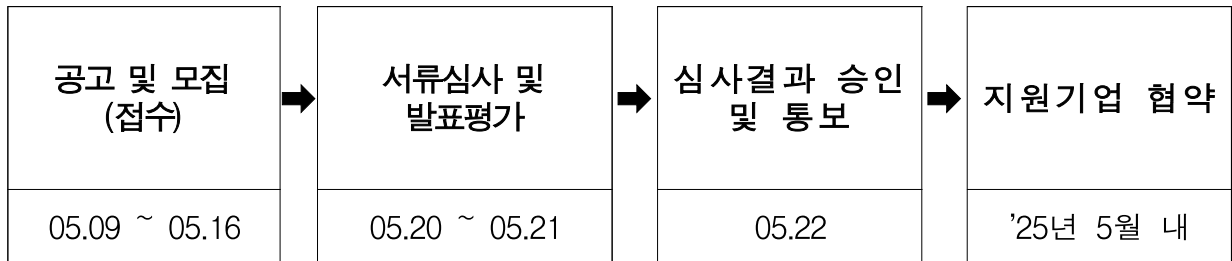 공고 및 모집
(접수)
05.09 ~ 05.16
서류심사 및
발표평가
05.20 ~ 05.21
심사결과 승인
및 통보
05.22
지원기업 협약
'25년 5월 내